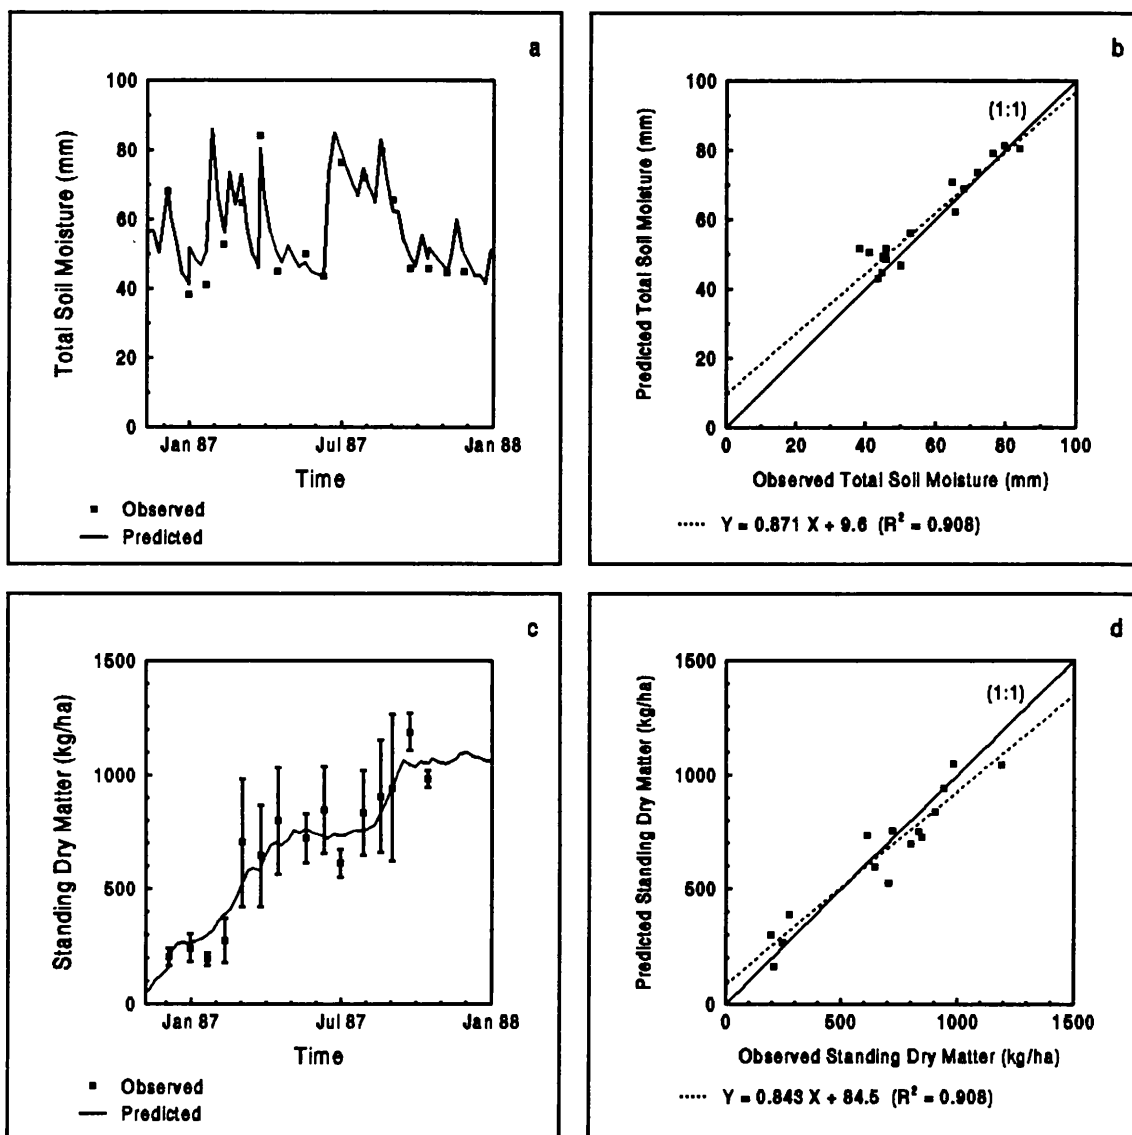 a
100
80
60
40
20
0
Total Soil Moisture (mm)
Jan 87 Jul 87 Jan 88
Time
Observed
Predicted
b
100
80
60
40
20
0
Predicted Total Soil Moisture (mm)
(1:1)
0 20 40 60 80 100
Observed Total Soil Moisture (mm)
Y = 0.871 X + 9.6 (R² = 0.908)
c
1500
1000
500
0
Standing Dry Matter (kg/ha)
Jan 87 Jul 87 Jan 88
Time
Observed
Predicted
d
1500
1000
500
0
Predicted Standing Dry Matter (kg/ha)
(1:1)
0 500 1000 1500
Observed Standing Dry Matter (kg/ha)
Y = 0.843 X + 84.5 (R² = 0.908)